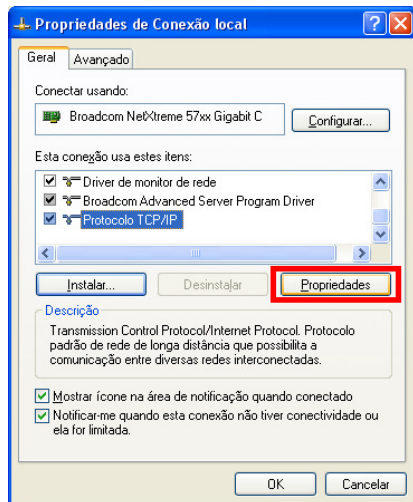 Propriedades de Conexão local
Geral
Avançado
Conectar usando:
Broadcom NetXtreme 57xx Gigabit C
Configurar...
Esta conexão usa estes itens:
Driver de monitor de rede
Broadcom Advanced Server Program Driver
Protocolo TCP/IP
Instalar...
Desinstalar
Propriedades
Descrição
Transmission Control Protocol/Internet Protocol. Protocolo
padrão de rede de longa distância que possibilita a
comunicação entre diversas redes interconectadas.
Mostrar ícone na área de notificação quando conectado
Notificar-me quando esta conexão não tiver conectividade ou
ela for limitada.
OK
Cancelar